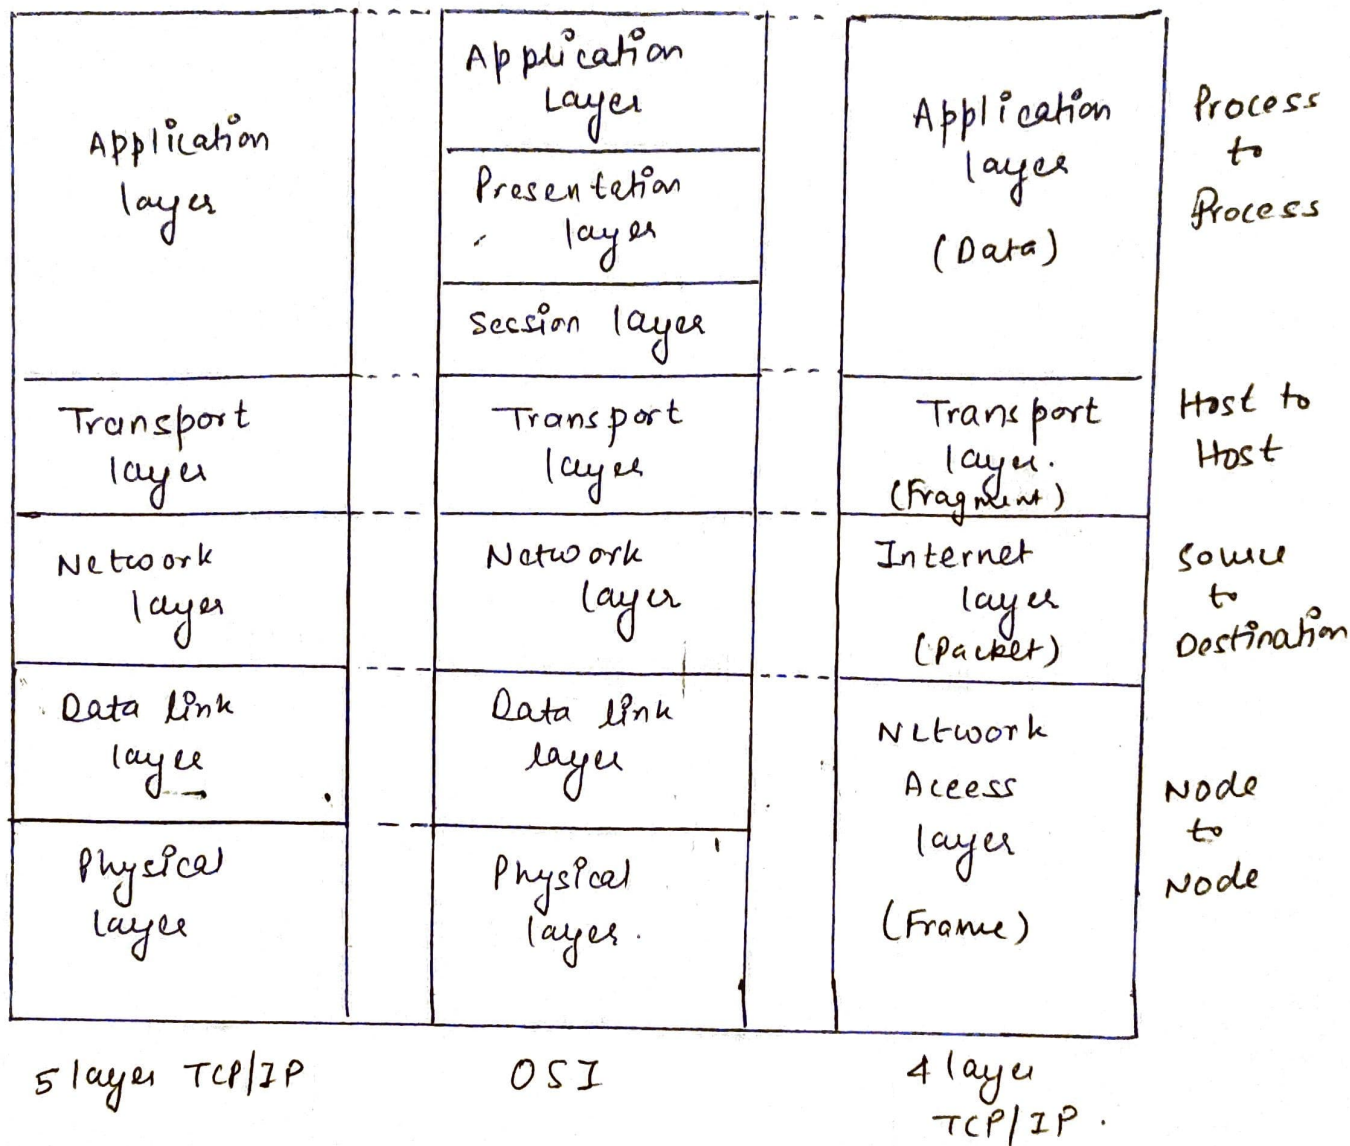 Application
layer
Transport
layer
Network
layer
Data link
layer
Physical
layer
5 layer TCP/IP
Application
Layer
Presentation
layer
Session layer
Transport
layer
Network
layer
Data link
layer
Physical
layer.
OSI
Application
layer
(Data)
Transport
layer.
(Fragment)
Internet
layer
(Packet)
Network
Access
layer
(Frame)
4 layer
TCP/IP.
Process
to
Process
Host to
Host
Source
to
Destination
Node
to
Node